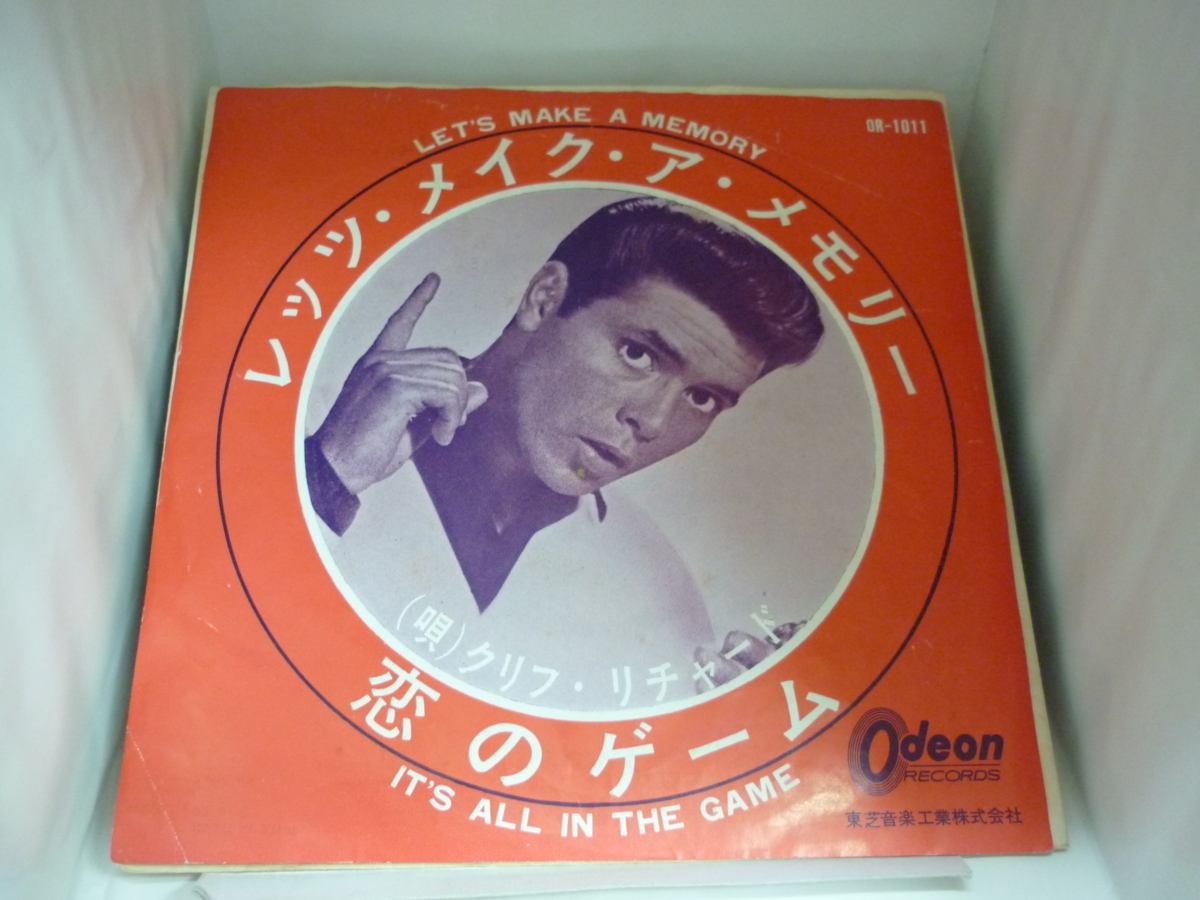 LET'S MAKE A MEMORY
OR-1011
レッツ・メイク・ア・メモリー
(唄)クリフ・リチャード
恋のゲーム
IT'S ALL IN THE GAME
Odeon
RECORDS
東芝音楽工業株式会社